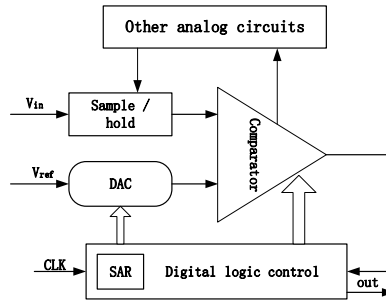 Other analog circuits
Vin
Sample /
hold
Comparator
Vref
DAC
CLK
SAR
Digital logic control
out